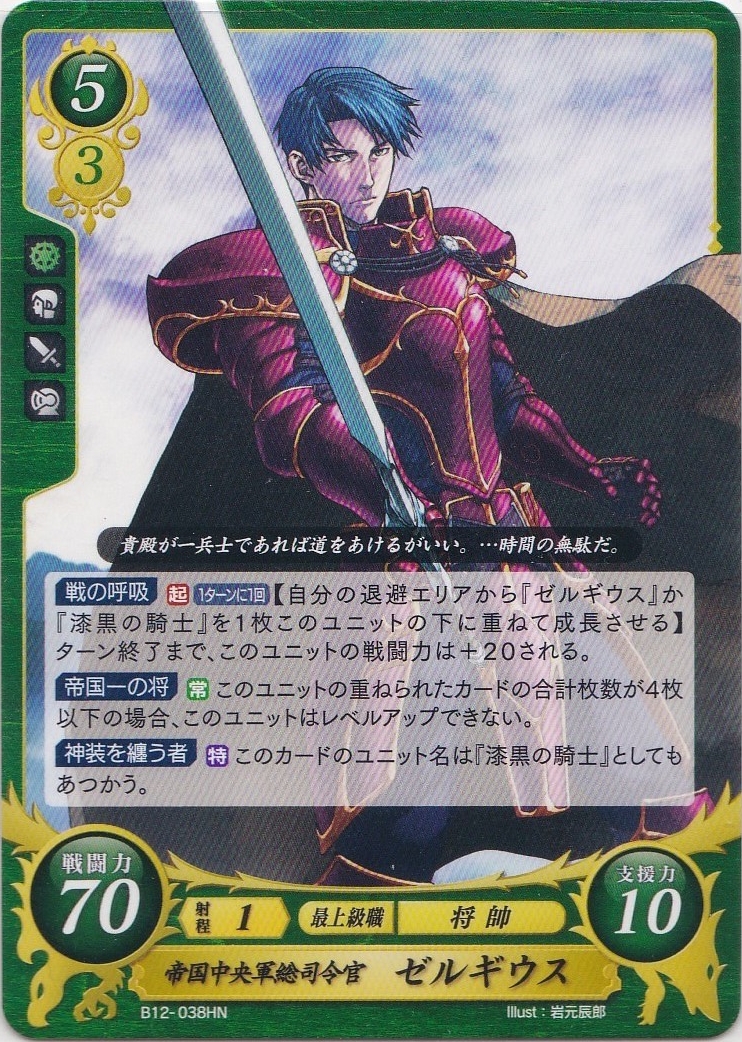 5
3
貴殿が一兵士であれば道をあけるがいい。…時間の無駄だ。
戦の呼吸 起 1ターンに1回【自分の退避エリアから『ゼルギウス』か
『漆黒の騎士』を1枚このユニットの下に重ねて成長させる】
ターン終了まで、このユニットの戦闘力は+20される。
帝国一の将 常 このユニットの重ねられたカードの合計枚数が4枚
以下の場合、このユニットはレベルアップできない。
神装を纏う者 特 このカードのユニット名は『漆黒の騎士』としても
あつかう。
戦闘力
70
射程 1 最上級職 将帥
支援力
10
帝国中央軍総司令官 ゼルギウス
B12-038HN Illust：岩元辰郎